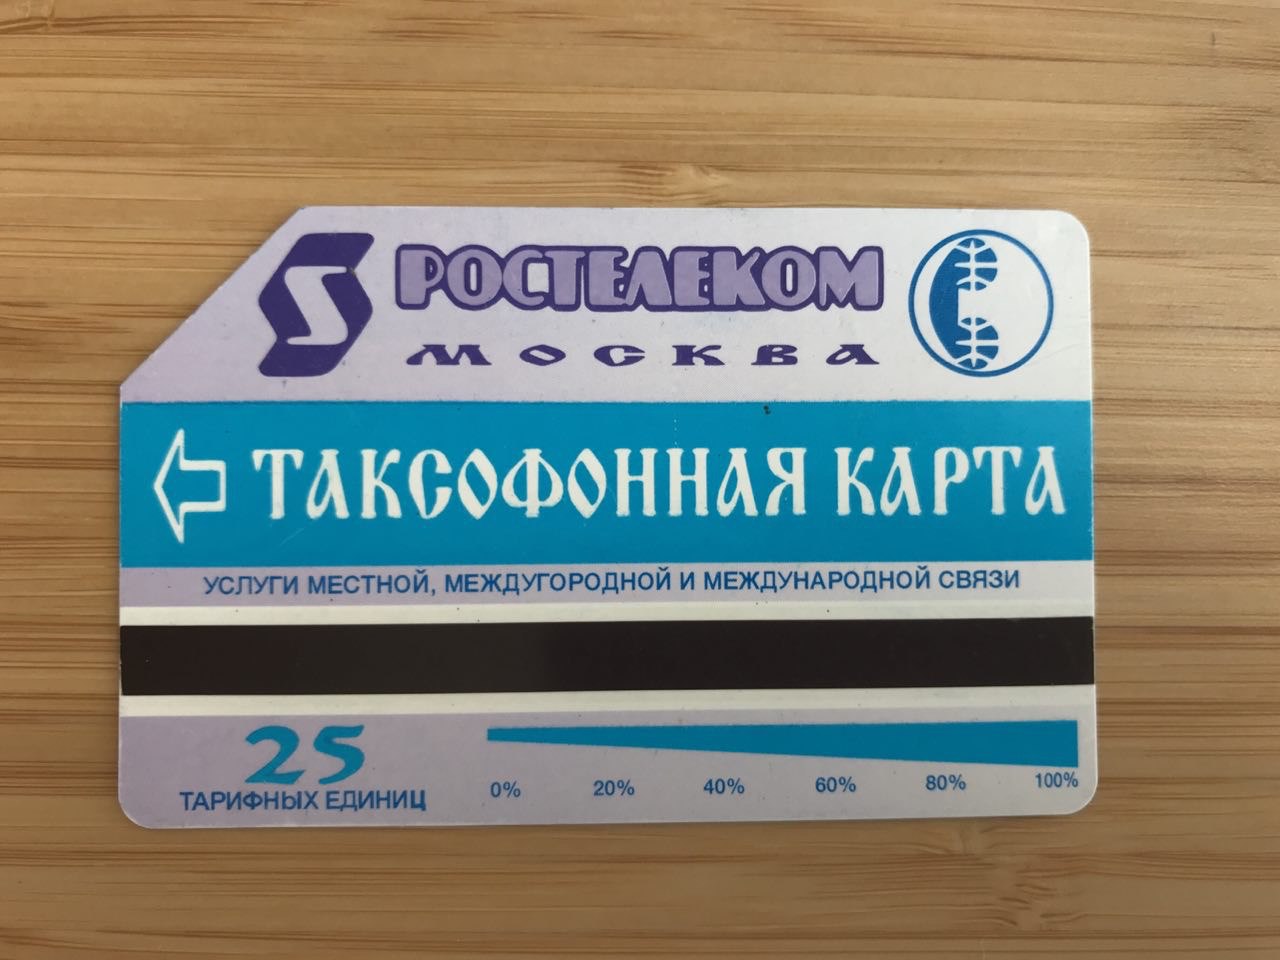 РОСТЕЛЕКОМ
МОСКВА
ТАКСОФОННАЯ КАРТА
УСЛУГИ МЕСТНОЙ, МЕЖДУГОРОДНОЙ И МЕЖДУНАРОДНОЙ СВЯЗИ
25
ТАРИФНЫХ ЕДИНИЦ
0% 20% 40% 60% 80% 100%